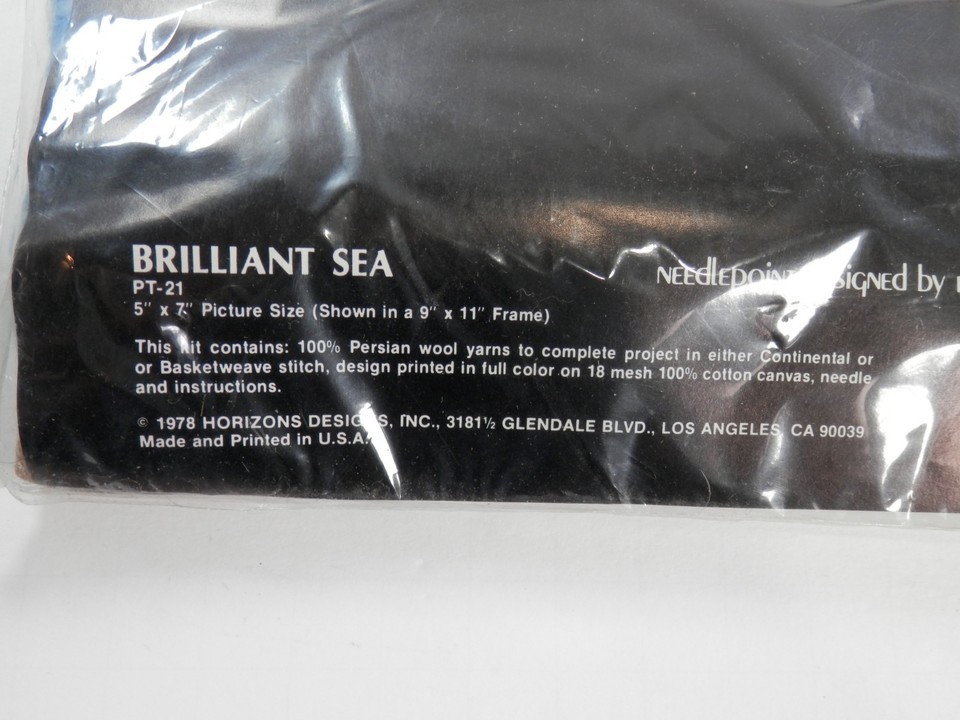 BRILLIANT SEA
PT-21
5" x 7" Picture Size (Shown in a 9" x 11" Frame)
NEEdlEpoiNT dEsigNed by
This kit contains: 100% Persian wool yarns to complete project in either Continental or
or Basketweave stitch, design printed in full color on 18 mesh 100% cotton canvas, needle
and instructions.
© 1978 HORIZONS DESIGNS, INC., 3181½ GLENDALE BLVD., LOS ANGELES, CA 90039
Made and Printed in U.S.A.